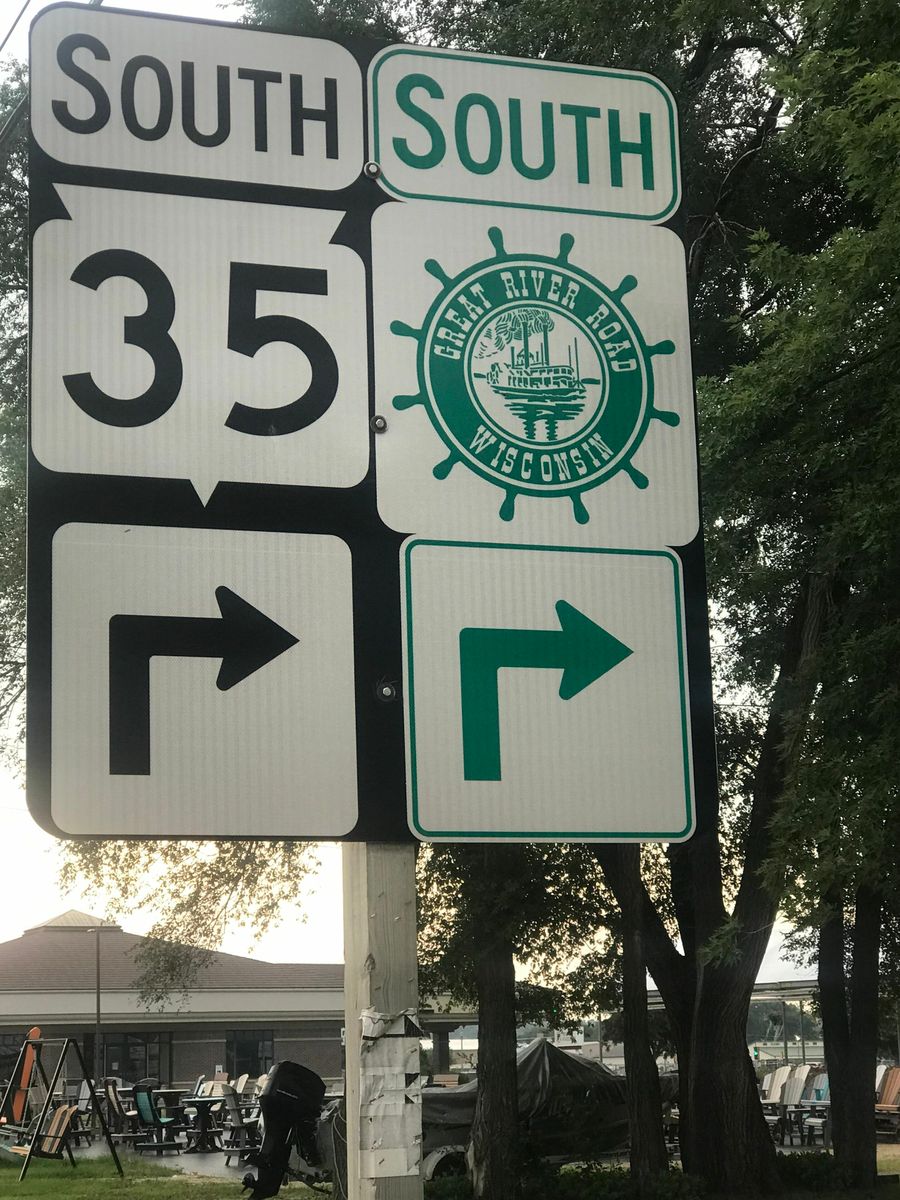 SOUTH
35
SOUTH
GREAT RIVER ROAD
WISCONSIN